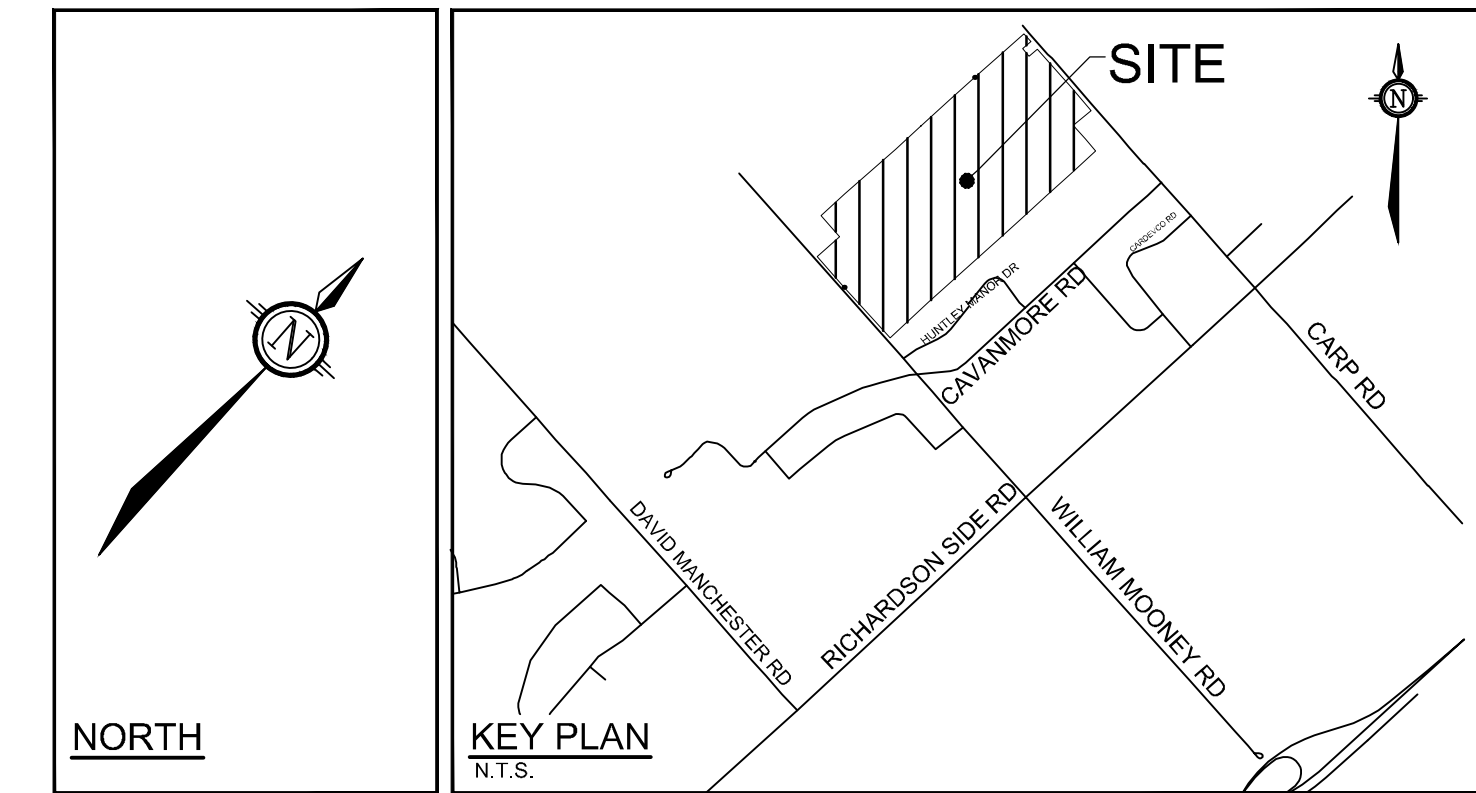 N
NORTH
SITE
N
HUNTLEY MANOR DR
CARDEVCO RD
CAVANMORE RD
CARP RD
DAVID MANCHESTER RD
RICHARDSON SIDE RD
WILLIAM MOONEY RD
KEY PLAN
N.T.S.